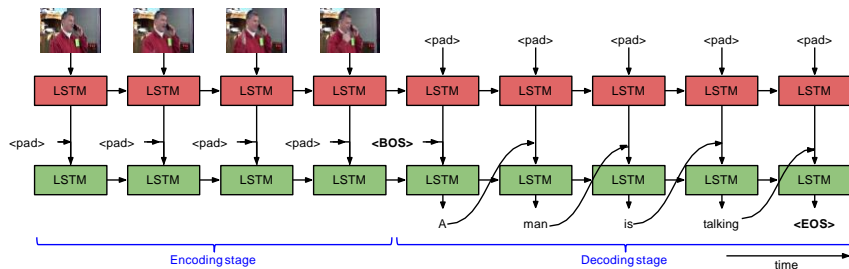 <pad> <pad> <pad> <pad> <pad>
LSTM LSTM LSTM LSTM LSTM LSTM LSTM LSTM LSTM
<pad> <pad> <pad> <pad> <BOS>
LSTM LSTM LSTM LSTM LSTM LSTM LSTM LSTM LSTM
A man is talking <EOS>
Encoding stage Decoding stage
time